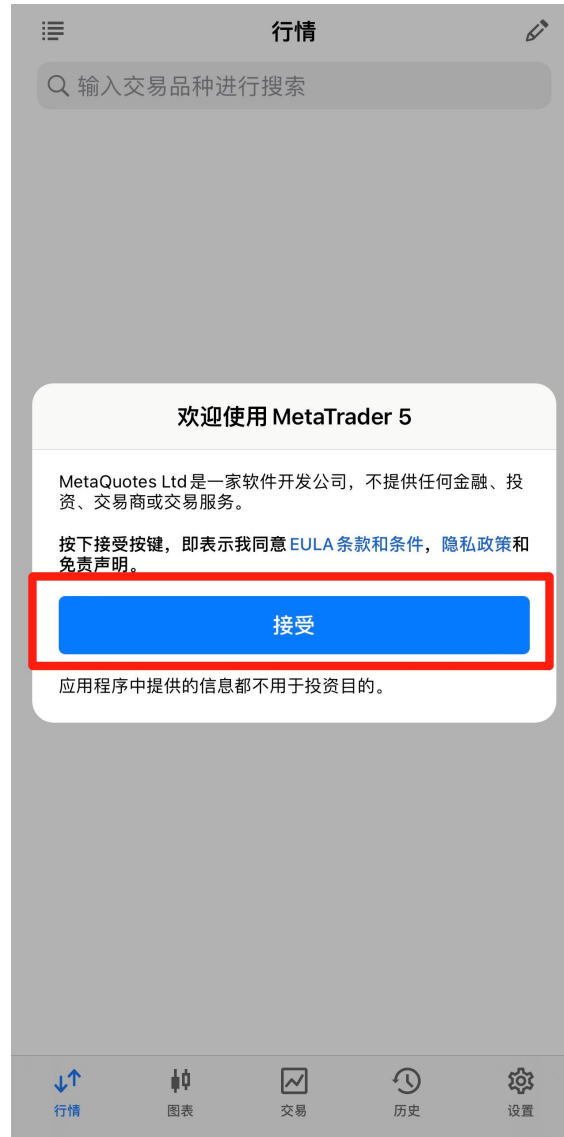 行情
输入交易品种进行搜索
欢迎使用 MetaTrader 5
MetaQuotes Ltd 是一家软件开发公司，不提供任何金融、投
资、交易商或交易服务。
按下接受按键，即表示我同意 EULA 条款和条件，隐私政策和
免责声明。
接受
应用程序中提供的信息都不用于投资目的。
行情
图表
交易
历史
设置